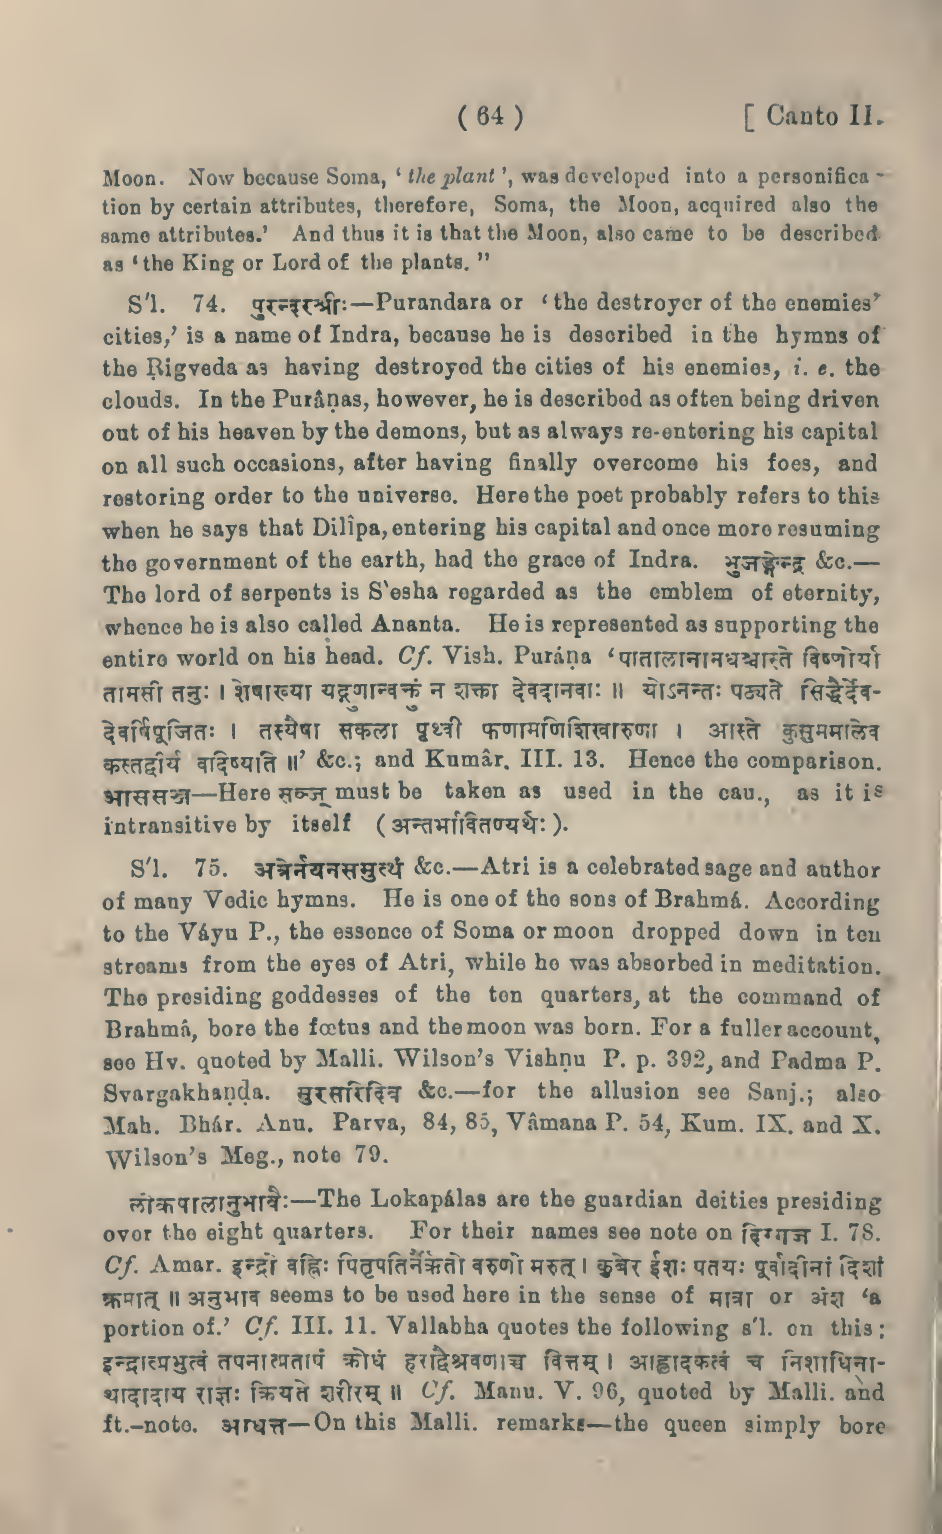 ( 64 ) [ Canto II.
Moon. Now because Soma, ‘ the plant ’, was developed into a personifica -
tion by certain attributes, therefore, Soma, the Moon, acquired also the
same attributes.’ And thus it is that the Moon, also came to be described
as ‘ the King or Lord of the plants. ”
S'l. 74. पुरन्दरश्रीः—Purandara or ‘ the destroyer of the enemies’
cities,’ is a name of Indra, because he is described in the hymns of
the Ṛigveda as having destroyed the cities of his enemies, i. e. the
clouds. In the Purâṇas, however, he is described as often being driven
out of his heaven by the demons, but as always re-entering his capital
on all such occasions, after having finally overcome his foes, and
restoring order to the universe. Here the poet probably refers to this
when he says that Dilîpa, entering his capital and once more resuming
the government of the earth, had the grace of Indra. भुजङ्गेन्द्र &c.—
The lord of serpents is S'esha regarded as the emblem of eternity,
whence he is also called Ananta. He is represented as supporting the
entire world on his head. Cf. Vish. Puráṇa ‘पातालानामधश्चास्ते विष्णोर्या
तामसी तनुः । शेषाख्या यद्गुणान्वक्तुं न शक्ता देवदानवाः ॥ योऽनन्तः पठ्यते सिद्धैर्देव-
देवर्षिपूजितः । तस्यैषा सकला पृथ्वी फणामणिशिखारुणा । आस्ते कुसुममालेव
कस्तद्वीर्यं वदिष्यति ॥’ &c.; and Kumâr. III. 13. Hence the comparison.
आससञ्ज—Here सञ्ज् must be taken as used in the cau., as it is
intransitive by itself ( अन्तर्भावितण्यर्थः ).
S'l. 75. अत्रेर्नयनसमुत्थं &c.—Atri is a celebrated sage and author
of many Vedic hymns. He is one of the sons of Brahmá. According
to the Váyu P., the essence of Soma or moon dropped down in ten
streams from the eyes of Atri, while he was absorbed in meditation.
The presiding goddesses of the ten quarters, at the command of
Brahmâ, bore the fœtus and the moon was born. For a fuller account,
see Hv. quoted by Malli. Wilson's Vishṇu P. p. 392, and Padma P.
Svargakhaṇḍa. सुरसरिदिव &c.—for the allusion see Sanj.; also
Mah. Bhár. Anu. Parva, 84, 85, Vâmana P. 54, Kum. IX. and X.
Wilson's Meg., note 79.
लोकपालानुभावैः—The Lokapálas are the guardian deities presiding
over the eight quarters. For their names see note on दिग्गज I. 78.
Cf. Amar. इन्द्रो वह्निः पितृपतिर्नैर्ऋतो वरुणो मरुत् । कुबेर ईशः पतयः पूर्वादीनां दिशां
क्रमात् ॥ अनुभाव seems to be used here in the sense of मात्रा or अंश ‘a
portion of.’ Cf. III. 11. Vallabha quotes the following s'l. on this:
इन्द्रात्प्रभुत्वं तपनात्प्रतापं क्रोधं हराद्वैश्रवणाच्च वित्तम् । आह्लादकत्वं च निशाधिना-
थादादाय राज्ञः क्रियते शरीरम् ॥ Cf. Manu. V. 96, quoted by Malli. and
ft.-note. आधत्त—On this Malli. remarks—the queen simply bore